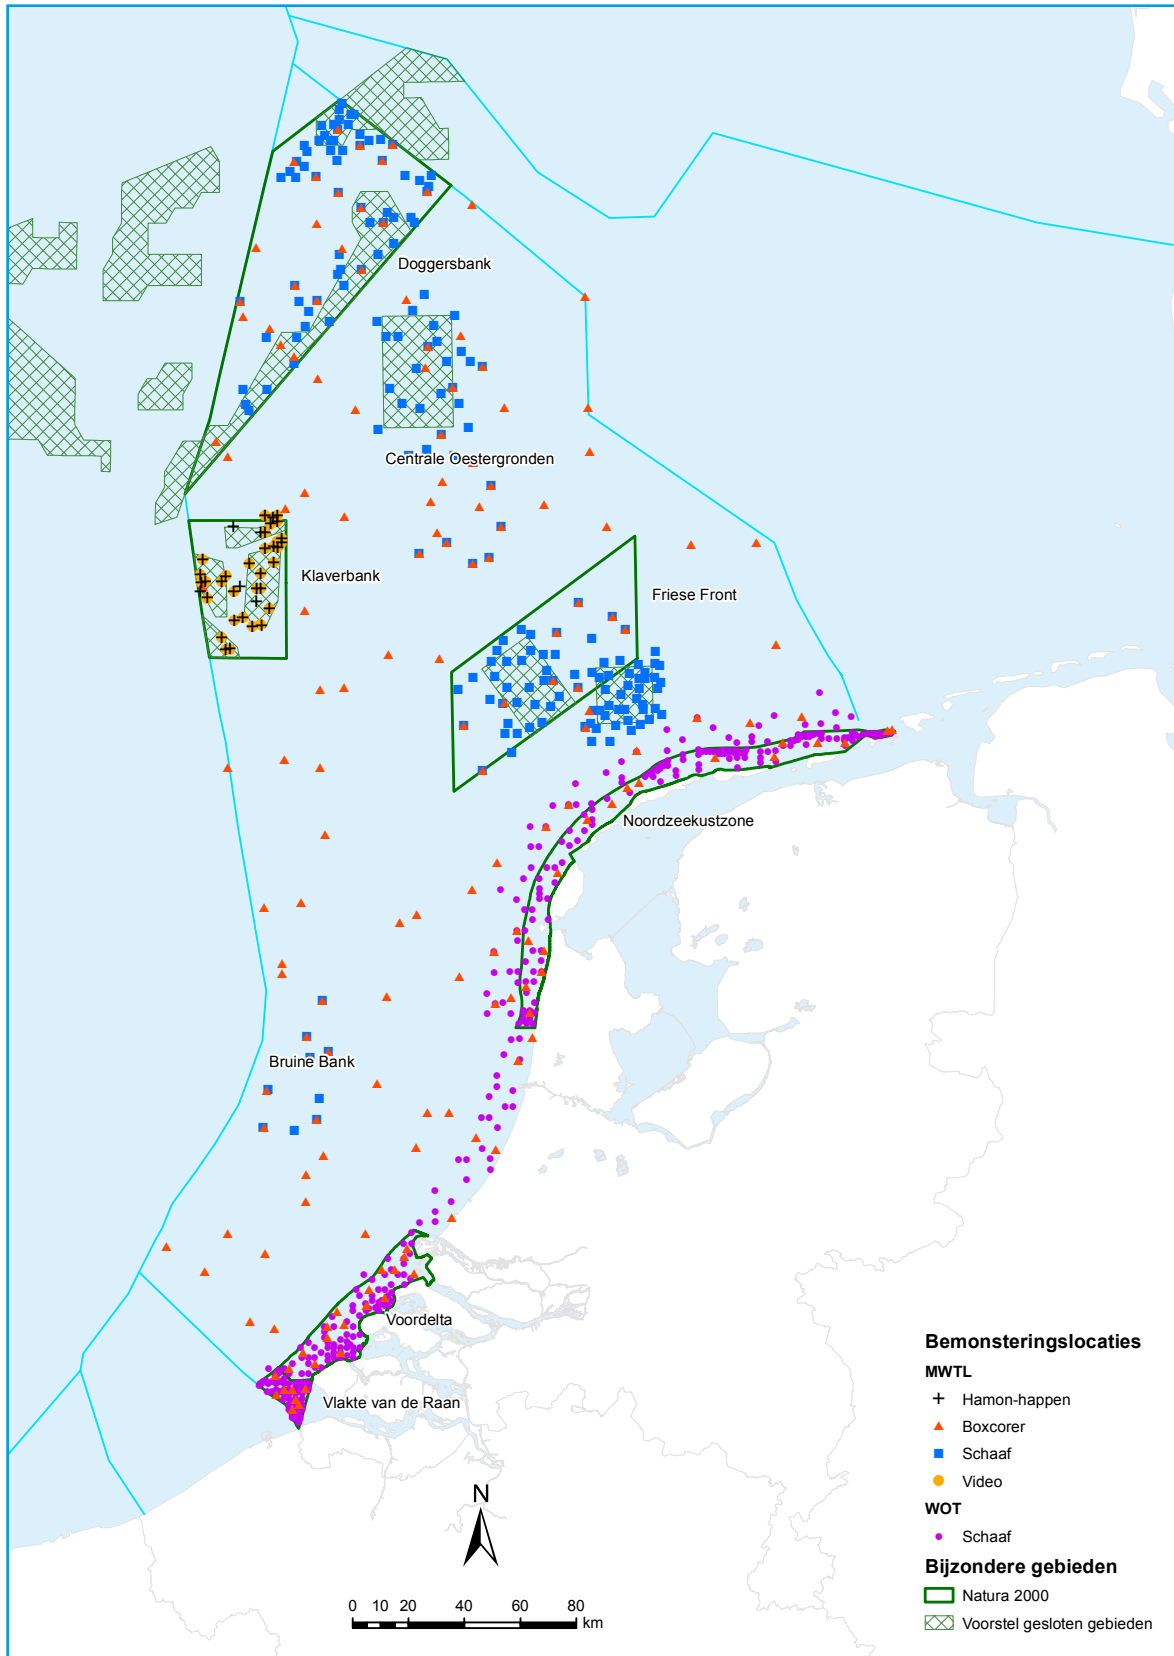 Doggersbank
Centrale Oestergronden
Klaverbank
Friese Front
Noordzeekustzone
Bruine Bank
Voordelta
Vlakte van de Raan
Bemonsteringslocaties
MWTL
Hamon-happen
Boxcorer
Schaaf
Video
WOT
Schaaf
Bijzondere gebieden
Natura 2000
Voorstel gesloten gebieden
N
0 20 40 60 80
km